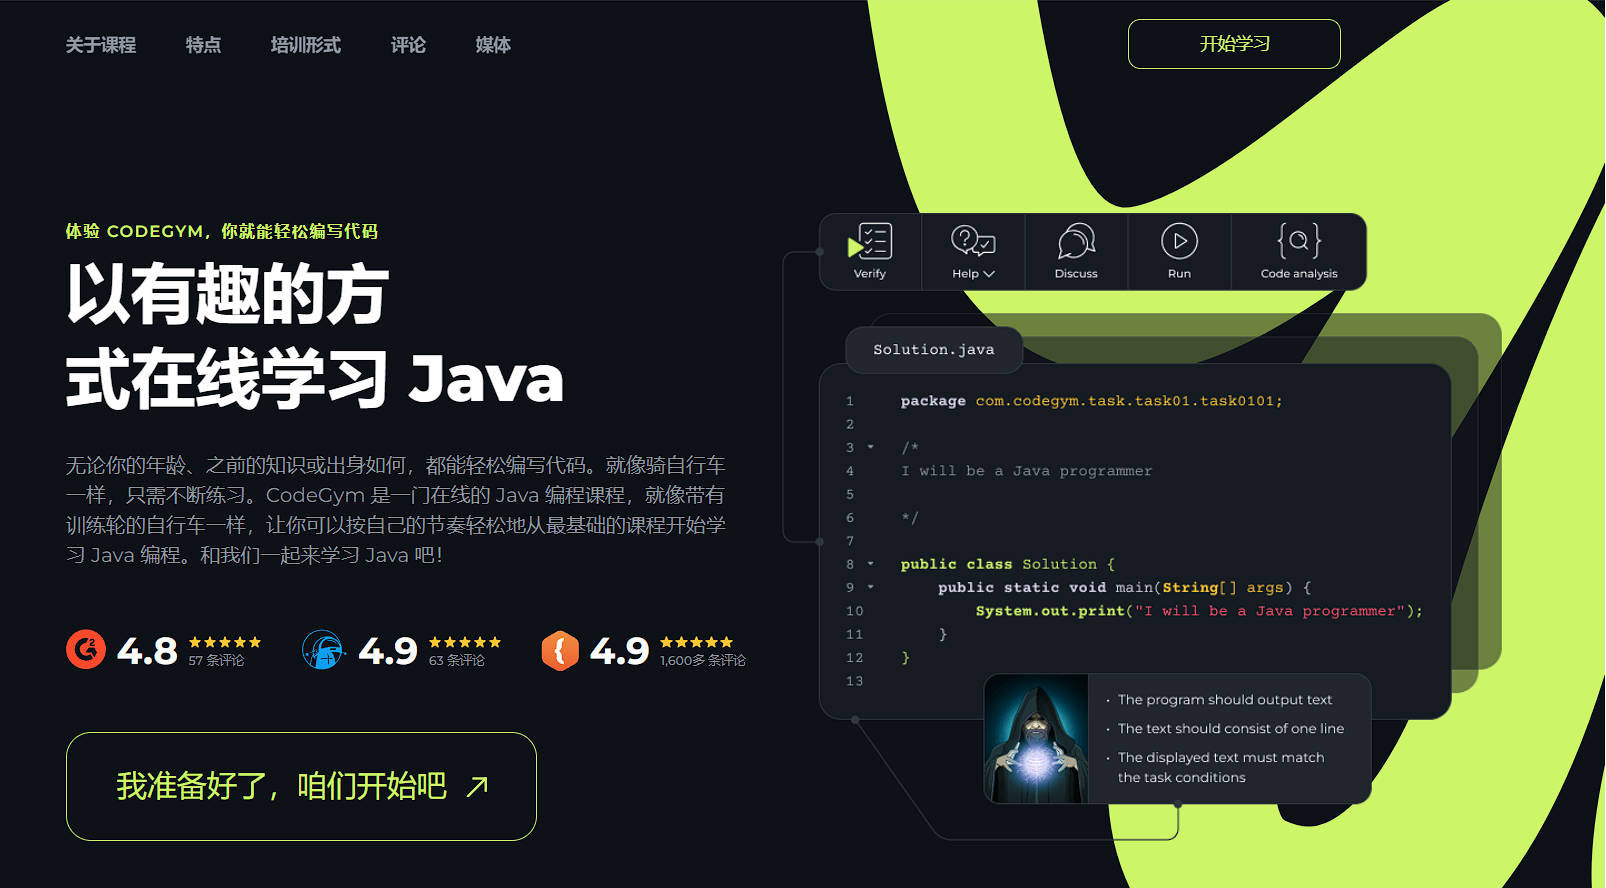 关于课程 特点 培训形式 评论 媒体 开始学习
体验 CODEGYM，你就能轻松编写代码
以有趣的方
式在线学习 Java
无论你的年龄、之前的知识或出身如何，都能轻松编写代码。就像骑自行车
一样，只需不断练习。CodeGym 是一门在线的 Java 编程课程，就像带有
训练轮的自行车一样，让你可以按自己的节奏轻松地从最基础的课程开始学
习 Java 编程。和我们一起来学习 Java 吧！
4.8 57 条评论
4.9 63 条评论
4.9 1,600多 条评论
我准备好了，咱们开始吧
Verify Help Discuss Run Code analysis
Solution.java
1 package com.codegym.task.task01.task0101;
2
3 /*
4 I will be a Java programmer
5
6 */
7
8 public class Solution {
9 public static void main(String[] args) {
10 System.out.print("I will be a Java programmer");
11 }
12 }
13
· The program should output text
· The text should consist of one line
· The displayed text must match
the task conditions